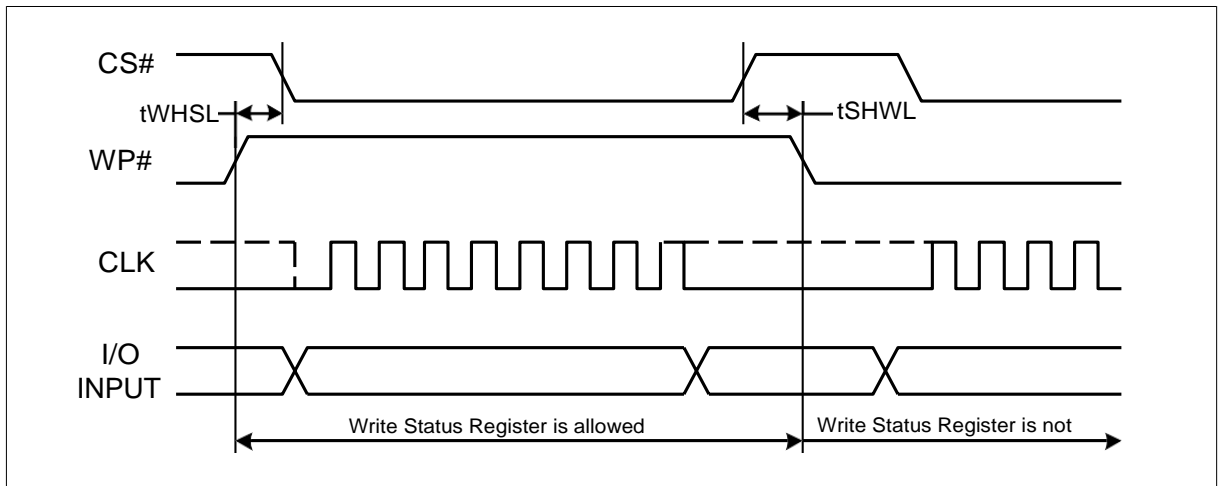 CS#
tWHSL
tSHWL
WP#
CLK
I/O
INPUT
Write Status Register is allowed
Write Status Register is not